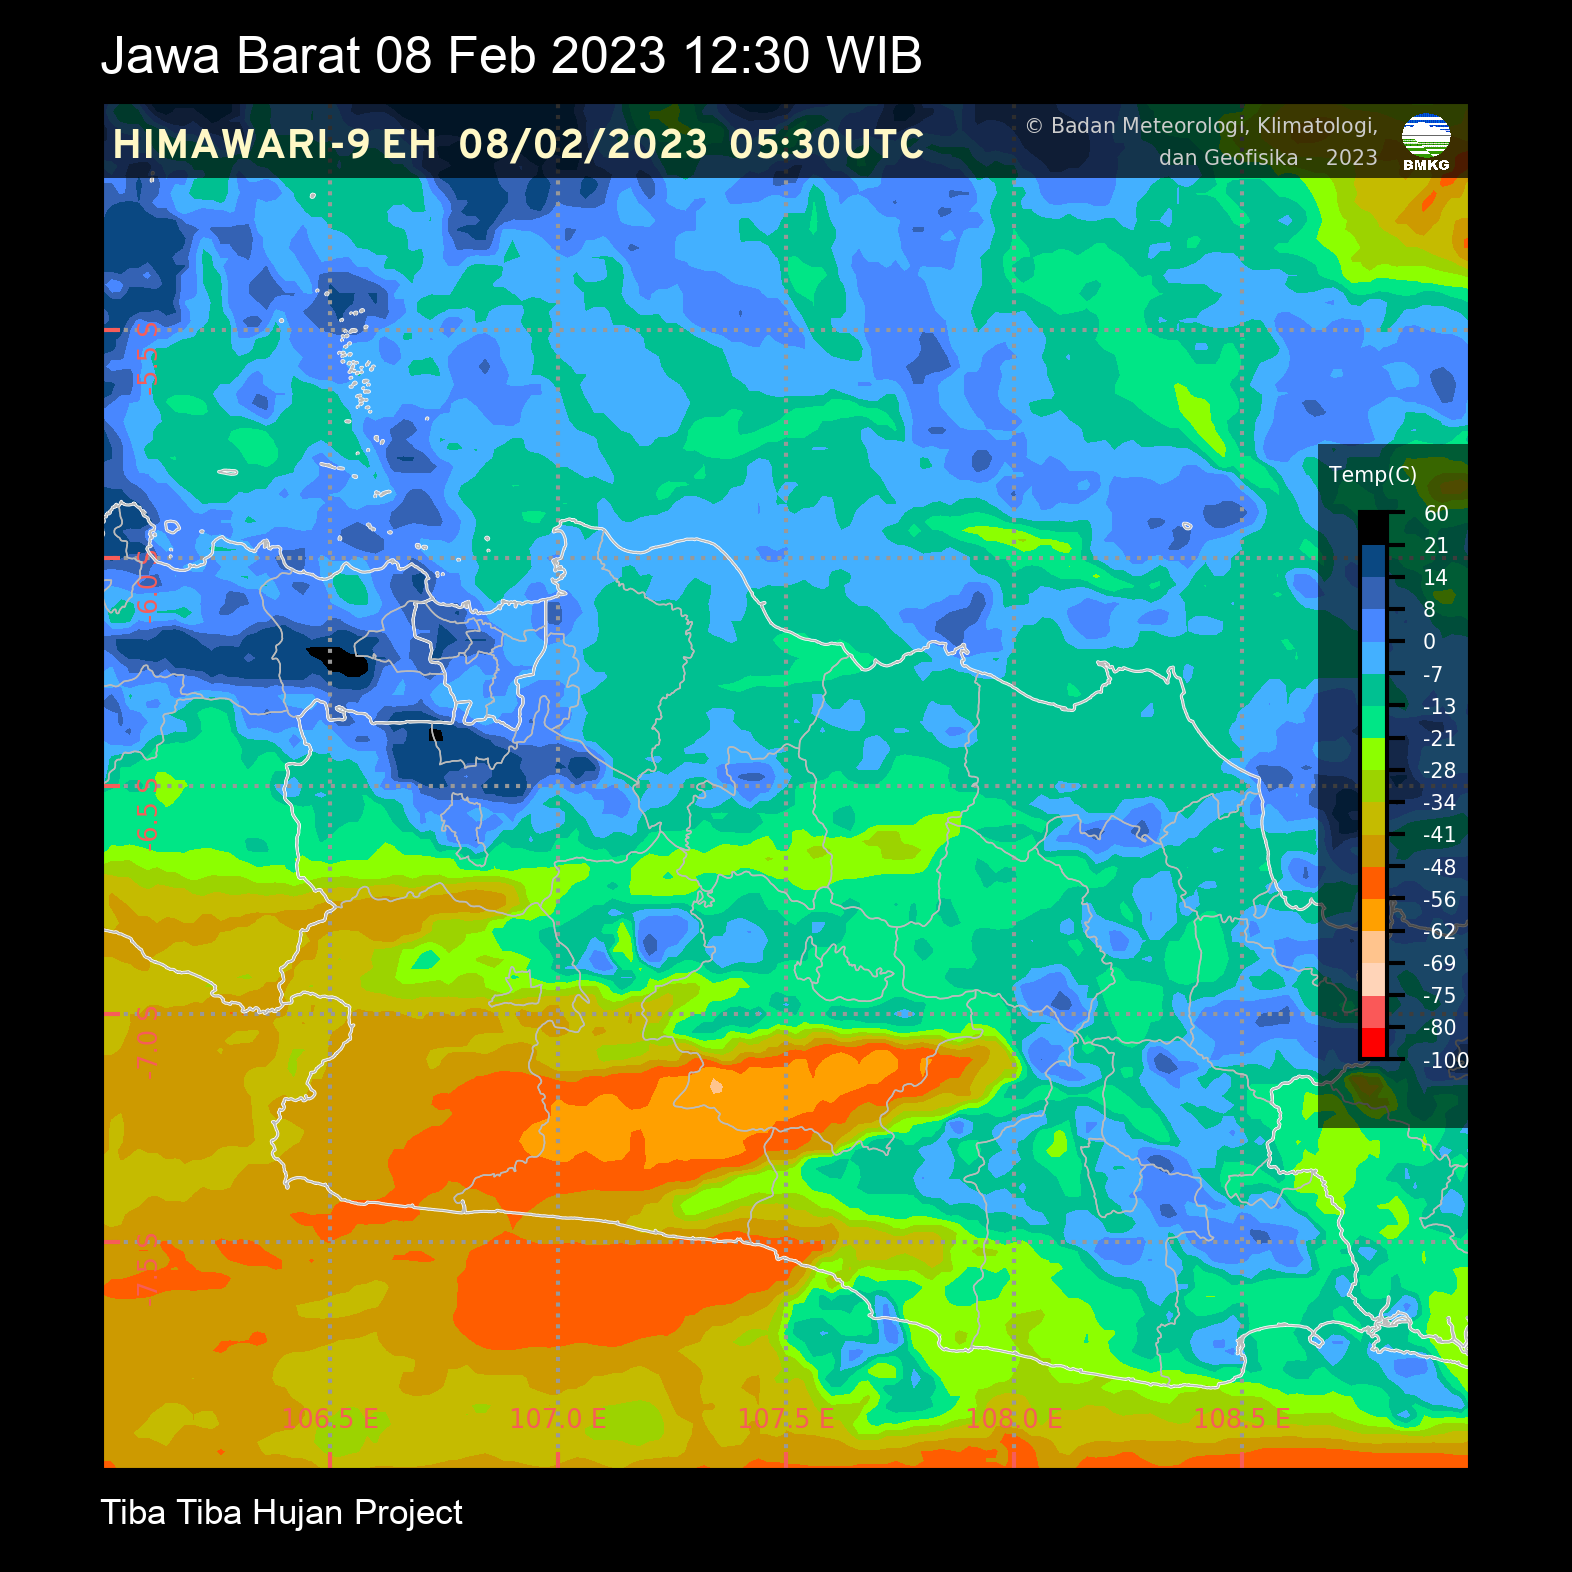 Jawa Barat 08 Feb 2023 12:30 WIB
HIMAWARI-9 EH 08/02/2023 05:30UTC
© Badan Meteorologi, Klimatologi,
dan Geofisika - 2023
BMKG
-5.5 S
-6.0 S
-6.5 S
-7.0 S
-7.5 S
Temp(C)
60
21
14
8
0
-7
-13
-21
-28
-34
-41
-48
-56
-62
-69
-75
-80
-100
106.5 E
107.0 E
107.5 E
108.0 E
108.5 E
Tiba Tiba Hujan Project